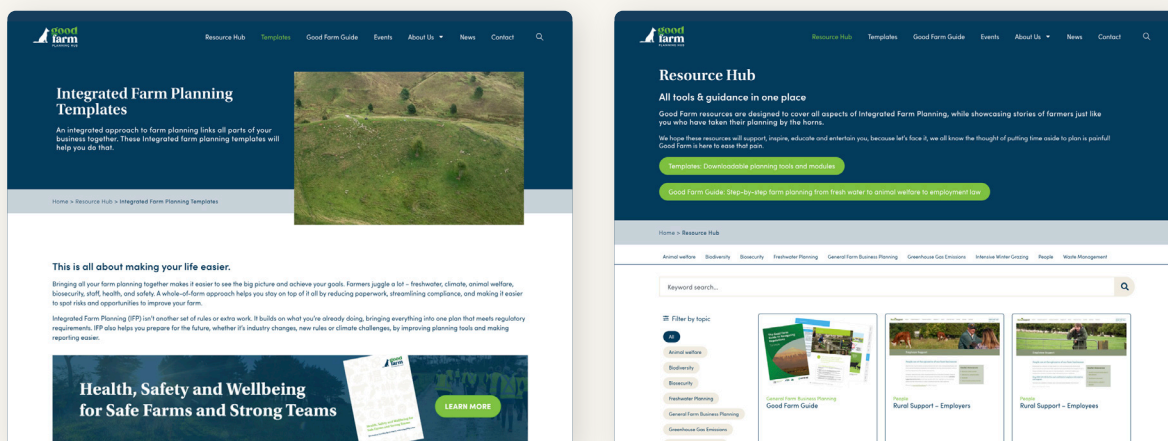 good
farm
PLANNING HUB
Resource Hub
Templates
Good Farm Guide
Events
About Us
News
Contact
Integrated Farm Planning
Templates
An integrated approach to farm planning links all parts of your
business together. These Integrated farm planning templates will
help you do that.
Home > Resource Hub > Integrated Farm Planning Templates
This is all about making your life easier.
Bringing all your farm planning together makes it easier to see the big picture and achieve your goals. Farmers juggle a lot – freshwater, climate, animal welfare,
biosecurity, staff, health, and safety. A whole-of-farm approach helps you stay on top of it all by reducing paperwork, streamlining compliance, and making it easier
to spot risks and opportunities to improve your farm.
Integrated Farm Planning (IFP) isn't another set of rules or extra work. It builds on what you're already doing, bringing everything into one plan that meets regulatory
requirements. IFP also helps you prepare for the future, whether it's industry changes, new rules or climate challenges, by improving planning tools and making
reporting easier.
Health, Safety and Wellbeing
for Safe Farms and Strong Teams
good
farm
LEARN MORE
good
farm
PLANNING HUB
Resource Hub
Templates
Good Farm Guide
Events
About Us
News
Contact
Resource Hub
All tools & guidance in one place
Good Farm resources are designed to cover all aspects of Integrated Farm Planning, while showcasing stories of farmers just like
you who have taken their planning by the horns.
We hope these resources will support, inspire, educate and entertain you, because let's face it, we all know the thought of putting time aside to plan is painful!
Good Farm is here to ease that pain.
Templates: Downloadable planning tools and modules
Good Farm Guide: Step-by-step farm planning from fresh water to animal welfare to employment law
Home > Resource Hub
Animal welfare
Biodiversity
Biosecurity
Freshwater Planning
General Farm Business Planning
Greenhouse Gas Emissions
Intensive Winter Grazing
People
Waste Management
Keyword search...
Filter by topic
All
Animal welfare
Biodiversity
Biosecurity
Freshwater Planning
General Farm Business Planning
Greenhouse Gas Emissions
General Farm Business Planning
Good Farm Guide
People
Rural Support – Employers
People
Rural Support – Employees